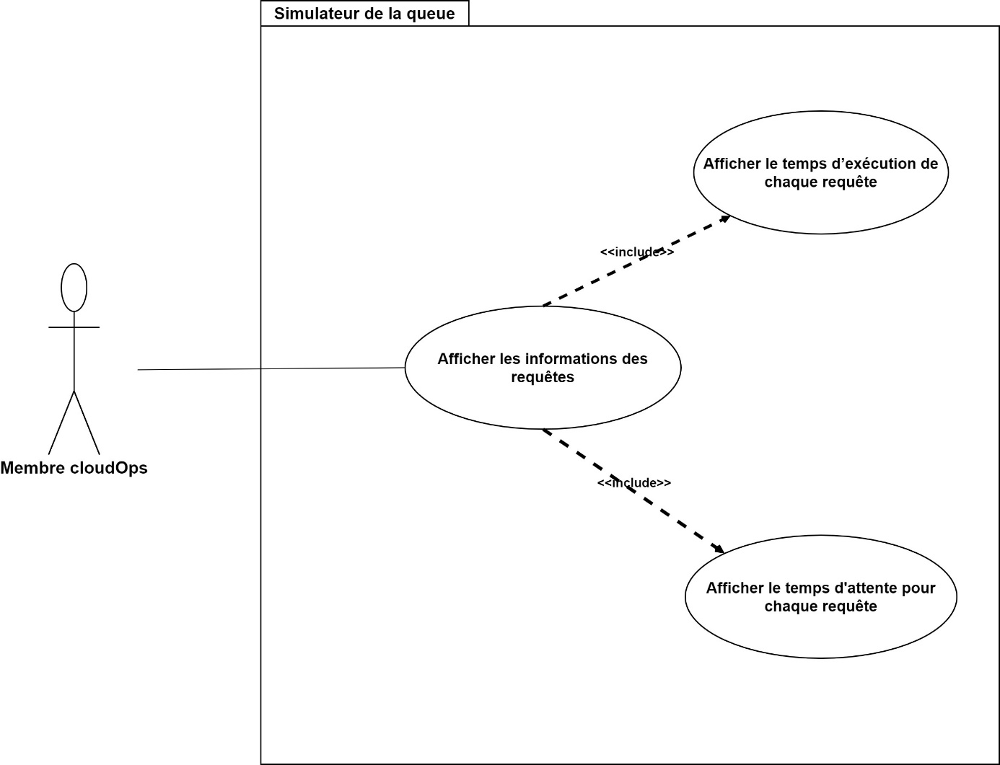 Simulateur de la queue
Afficher le temps d’exécution de
chaque requête
<<include>>
Afficher les informations des
requêtes
Membre cloudOps
<<include>>
Afficher le temps d'attente pour
chaque requête